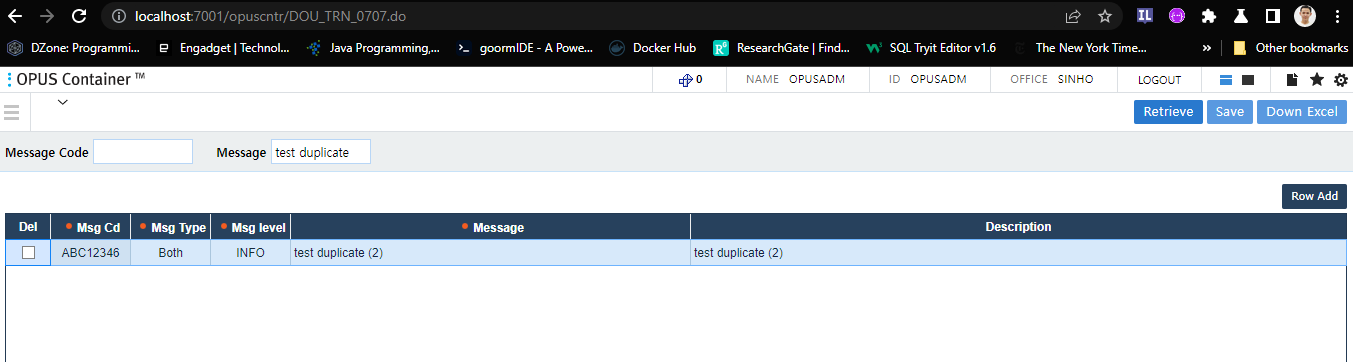 localhost:7001/opuscntr/DOU_TRN_0707.do
IL
DZone: Programmi... Engadget | Technol... Java Programming,... goormIDE - A Powe... Docker Hub ResearchGate | Find... SQL Tryit Editor v1.6 The New York Time... » Other bookmarks
OPUS Container ™ 0 NAME OPUSADM ID OPUSADM OFFICE SINHO LOGOUT
Retrieve Save Down Excel
Message Code Message test duplicate
Row Add
Del Msg Cd Msg Type Msg level Message Description
ABC12346 Both INFO test duplicate (2) test duplicate (2)